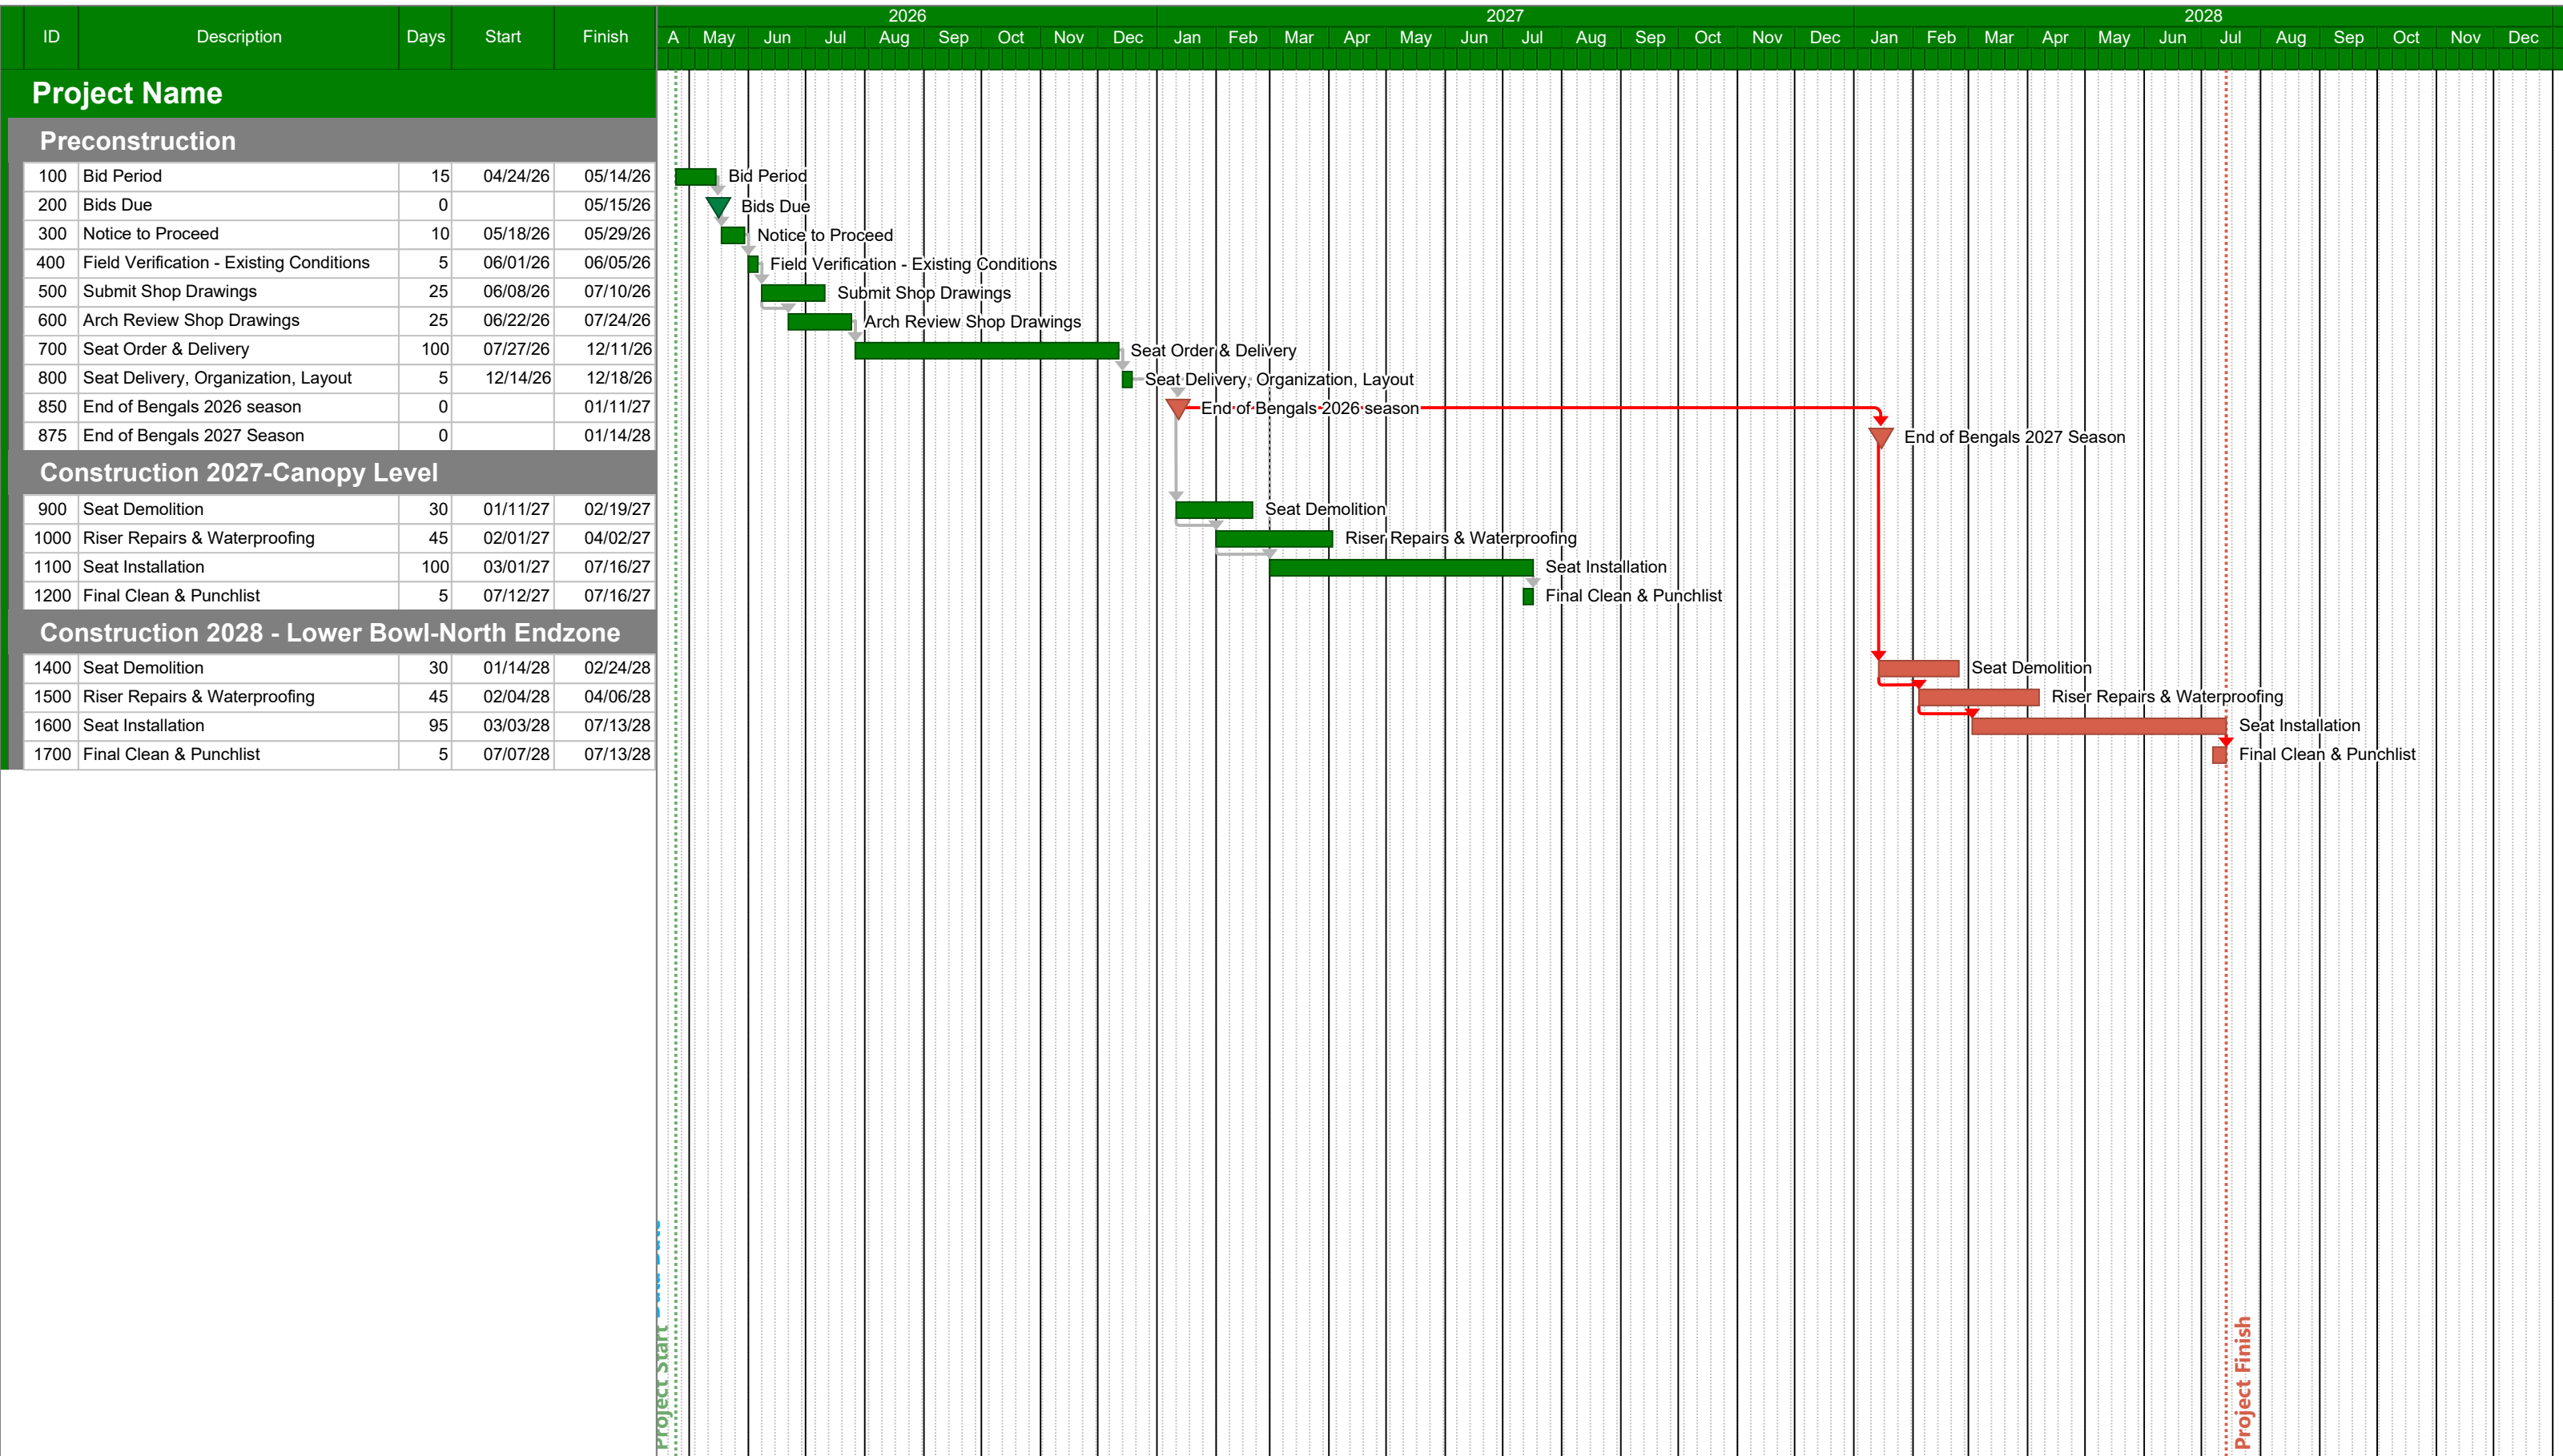 2026 2027 2028
ID Description Days Start Finish A May Jun Jul Aug Sep Oct Nov Dec Jan Feb Mar Apr May Jun Jul Aug Sep Oct Nov Dec Jan Feb Mar Apr May Jun Jul Aug Sep Oct Nov Dec
Project Name
Preconstruction
100 Bid Period 15 04/24/26 05/14/26 Bid Period
200 Bids Due 0 05/15/26 Bids Due
300 Notice to Proceed 10 05/18/26 05/29/26 Notice to Proceed
400 Field Verification - Existing Conditions 5 06/01/26 06/05/26 Field Verification - Existing Conditions
500 Submit Shop Drawings 25 06/08/26 07/10/26 Submit Shop Drawings
600 Arch Review Shop Drawings 25 06/22/26 07/24/26 Arch Review Shop Drawings
700 Seat Order & Delivery 100 07/27/26 12/11/26 Seat Order & Delivery
800 Seat Delivery, Organization, Layout 5 12/14/26 12/18/26 Seat Delivery, Organization, Layout
850 End of Bengals 2026 season 0 01/11/27 End of Bengals 2026 season
875 End of Bengals 2027 Season 0 01/14/28 End of Bengals 2027 Season
Construction 2027-Canopy Level
900 Seat Demolition 30 01/11/27 02/19/27 Seat Demolition
1000 Riser Repairs & Waterproofing 45 02/01/27 04/02/27 Riser Repairs & Waterproofing
1100 Seat Installation 100 03/01/27 07/16/27 Seat Installation
1200 Final Clean & Punchlist 5 07/12/27 07/16/27 Final Clean & Punchlist
Construction 2028 - Lower Bowl-North Endzone
1400 Seat Demolition 30 01/14/28 02/24/28 Seat Demolition
1500 Riser Repairs & Waterproofing 45 02/04/28 04/06/28 Riser Repairs & Waterproofing
1600 Seat Installation 95 03/03/28 07/13/28 Seat Installation
1700 Final Clean & Punchlist 5 07/07/28 07/13/28 Final Clean & Punchlist
Project Start
Project Finish